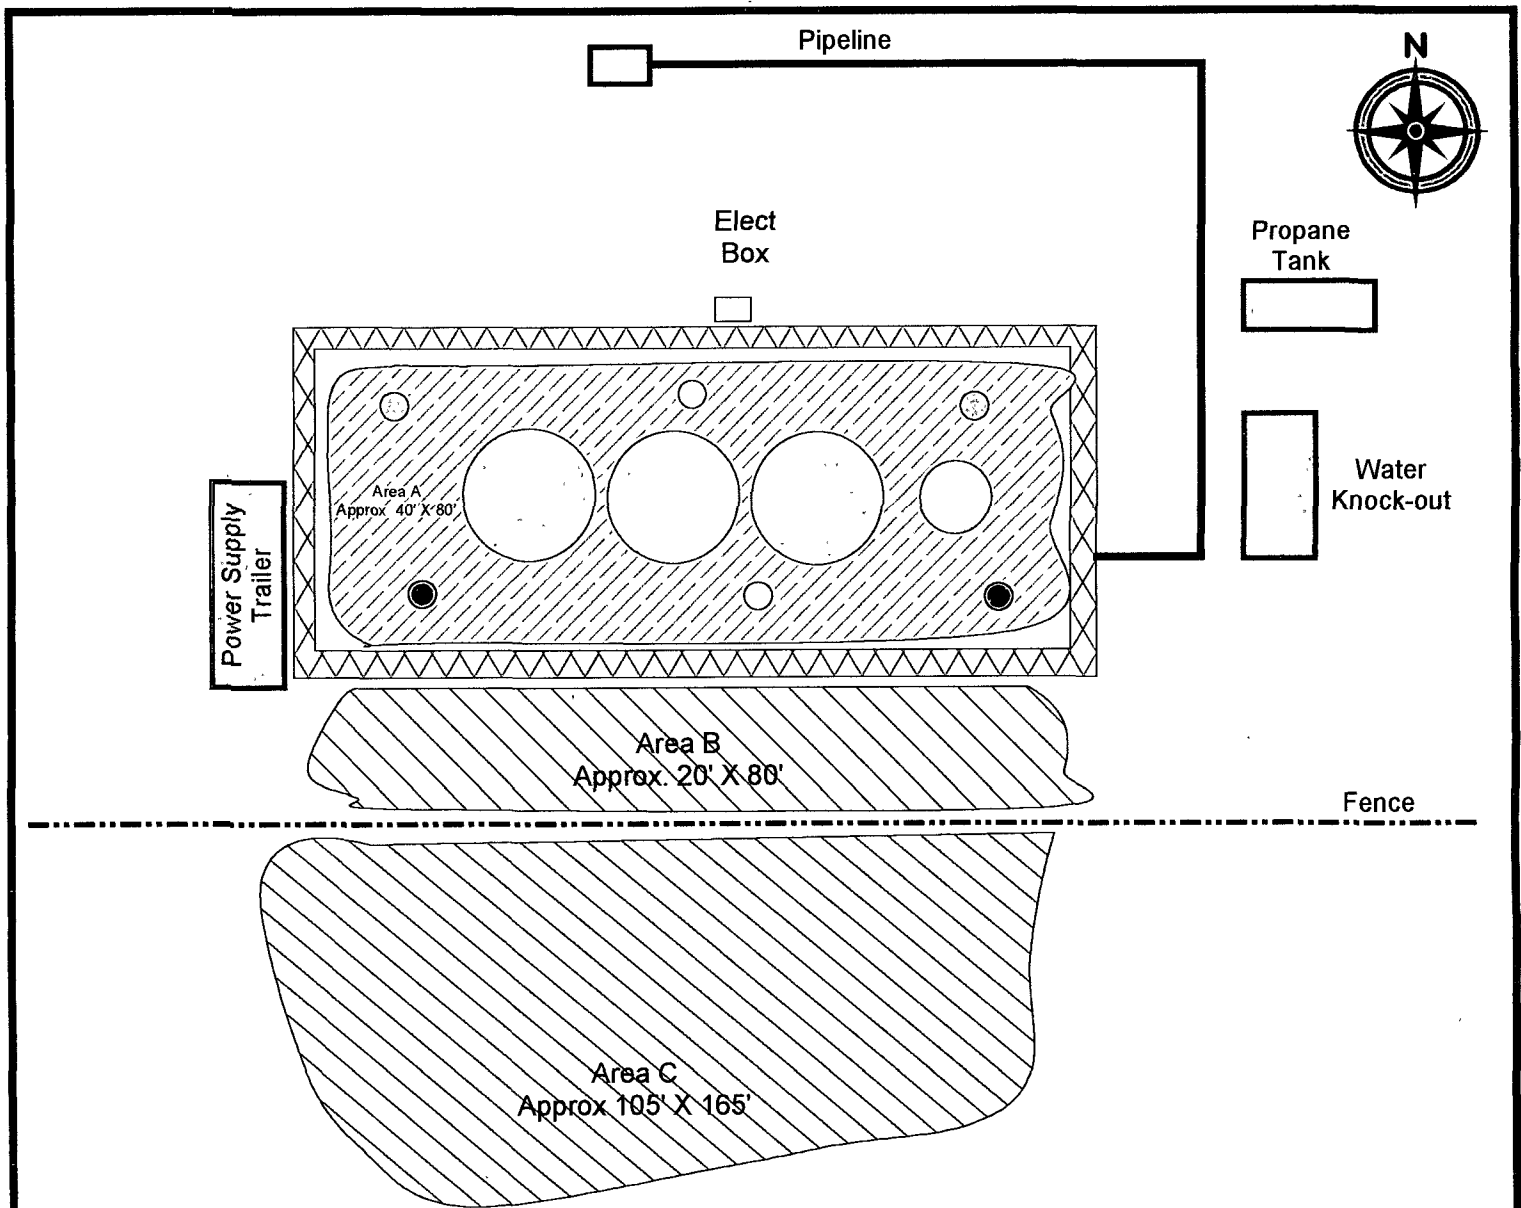 Pipeline
N
Elect
Box
Propane
Tank
Area A
Approx 40' X 80'
Water
Knock-out
Power Supply
Trailer
Area B
Approx. 20' X 80'
Fence
Area C
Approx 105' X 165'